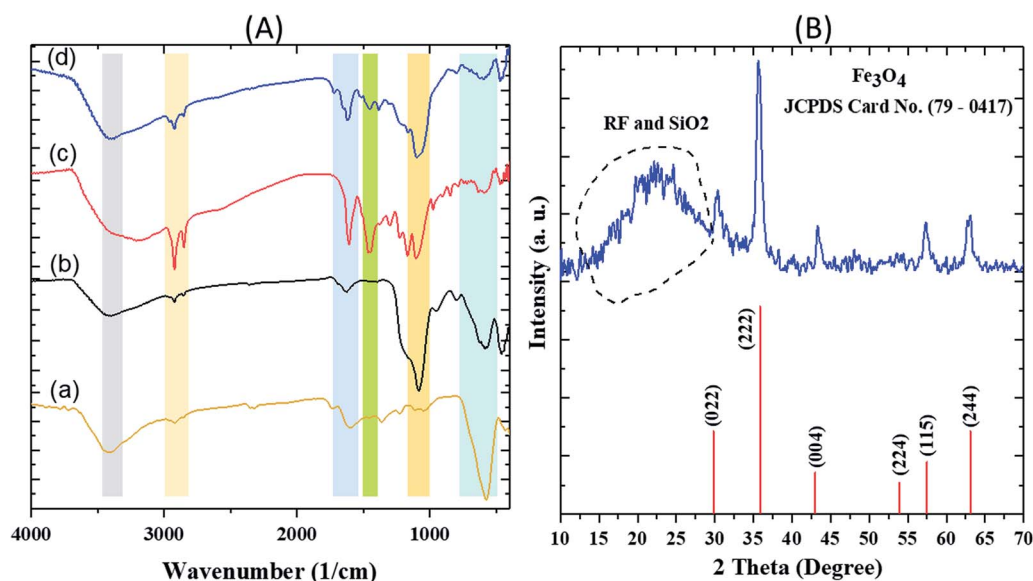 (A)
(d)
(c)
(b)
(a)
4000 3000 2000 1000
Wavenumber (1/cm)
(B)
Fe₃O₄
JCPDS Card No. (79 - 0417)
RF and SiO2
Intensity (a. u.)
(022)
(222)
(004)
(224)
(115)
(244)
10 15 20 25 30 35 40 45 50 55 60 65 70
2 Theta (Degree)